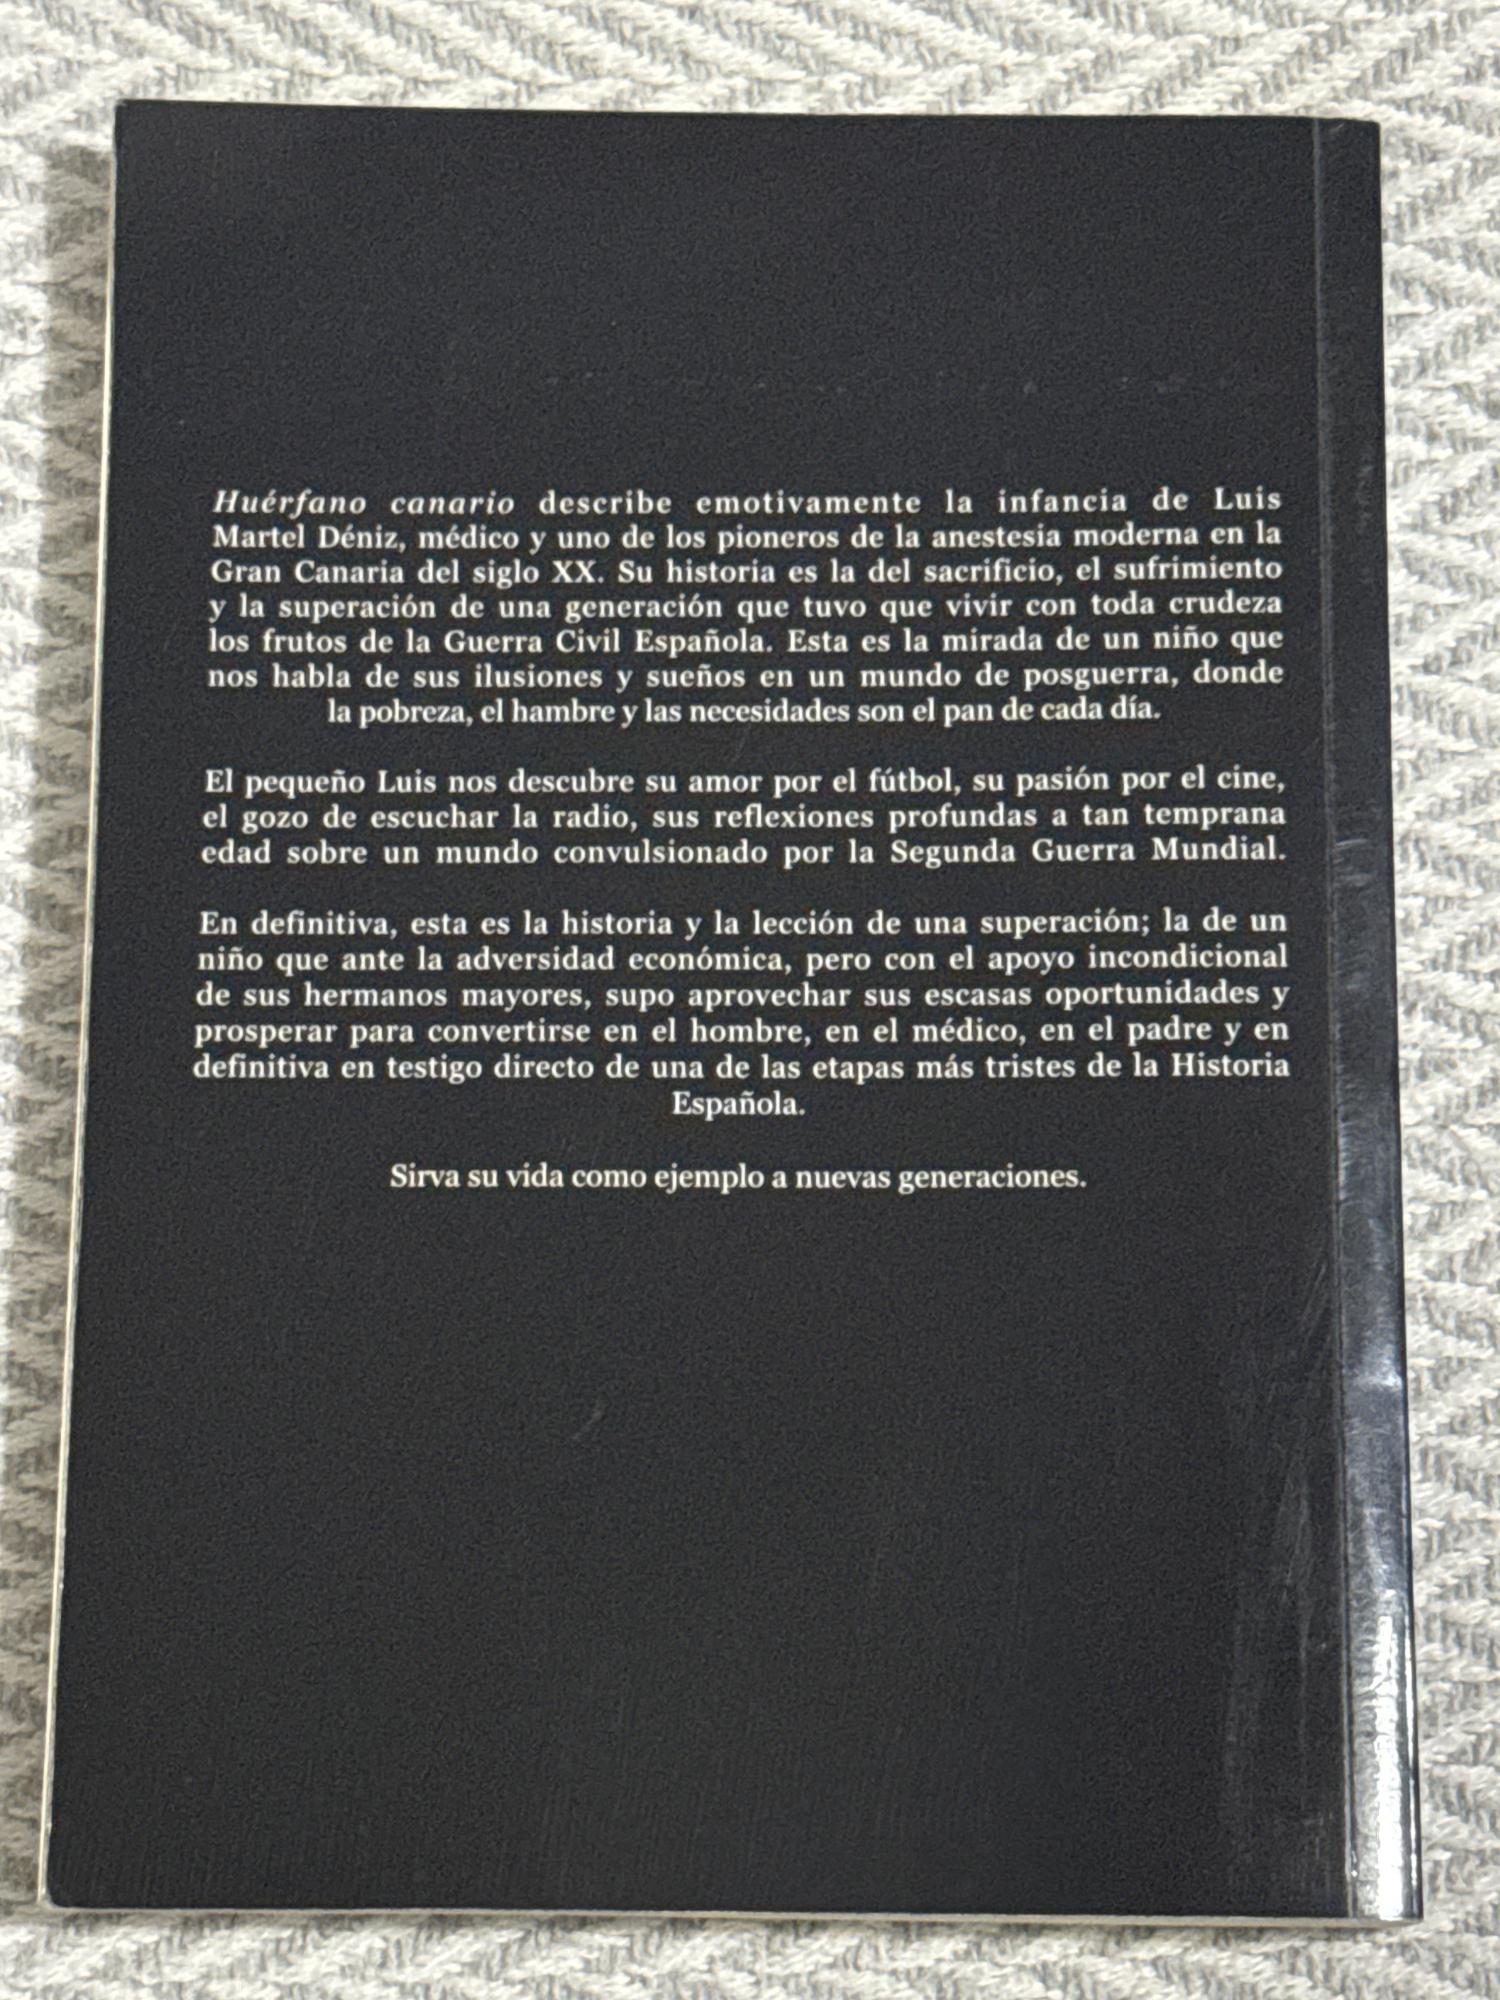 Huérfano canario describe emotivamente la infancia de Luis
Martel Déniz, médico y uno de los pioneros de la anestesia moderna en la
Gran Canaria del siglo XX. Su historia es la del sacrificio, el sufrimiento
y la superación de una generación que tuvo que vivir con toda crudeza
los frutos de la Guerra Civil Española. Esta es la mirada de un niño que
nos habla de sus ilusiones y sueños en un mundo de posguerra, donde
la pobreza, el hambre y las necesidades son el pan de cada día.
El pequeño Luis nos descubre su amor por el fútbol, su pasión por el cine,
el gozo de escuchar la radio, sus reflexiones profundas a tan temprana
edad sobre un mundo convulsionado por la Segunda Guerra Mundial.
En definitiva, esta es la historia y la lección de una superación; la de un
niño que ante la adversidad económica, pero con el apoyo incondicional
de sus hermanos mayores, supo aprovechar sus escasas oportunidades y
prosperar para convertirse en el hombre, en el médico, en el padre y en
definitiva en testigo directo de una de las etapas más tristes de la Historia
Española.
Sirva su vida como ejemplo a nuevas generaciones.